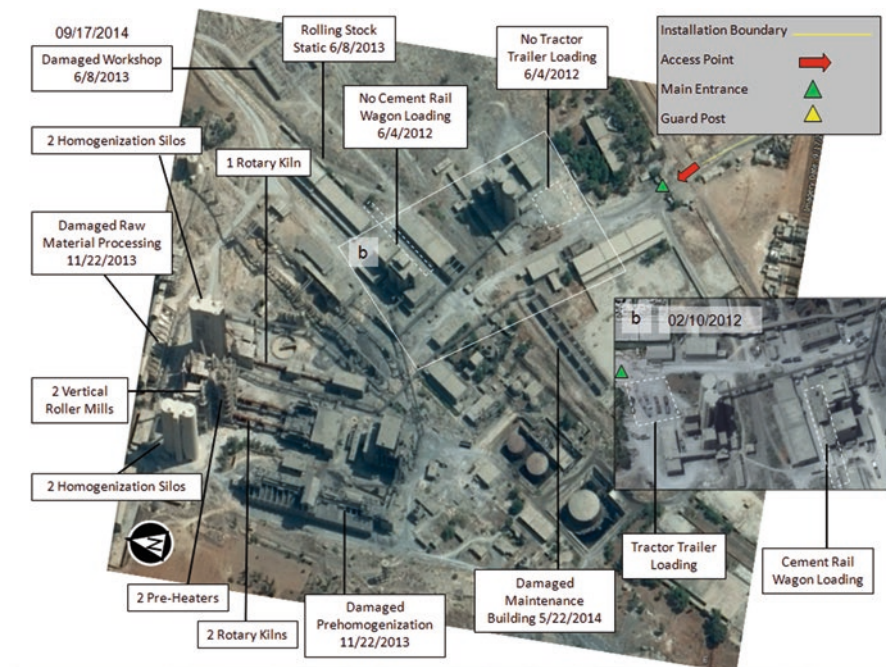 09/17/2014
Damaged Workshop
6/8/2013
Rolling Stock
Static 6/8/2013
No Tractor
Trailer Loading
6/4/2012
Installation Boundary
Access Point
Main Entrance
Guard Post
No Cement Rail
Wagon Loading
6/4/2012
2 Homogenization Silos
1 Rotary Kiln
Damaged Raw
Material Processing
11/22/2013
b
b
02/10/2012
2 Vertical
Roller Mills
2 Homogenization Silos
N
2 Pre-Heaters
2 Rotary Kilns
Damaged
Prehomogenization
11/22/2013
Damaged
Maintenance
Building 5/22/2014
Tractor Trailer
Loading
Cement Rail
Wagon Loading